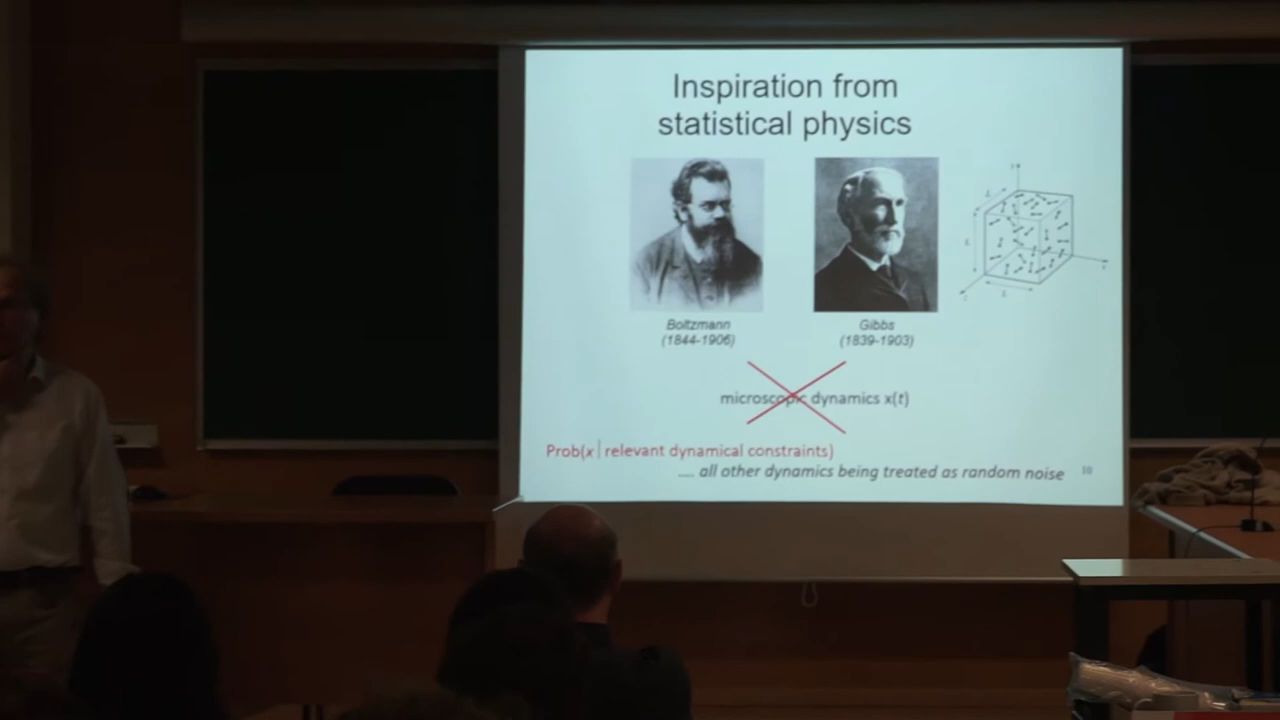 Inspiration from
statistical physics
Boltzmann
(1844-1906)
Gibbs
(1839-1903)
microscopic dynamics x(t)
Prob(x | relevant dynamical constraints)
.... all other dynamics being treated as random noise
10